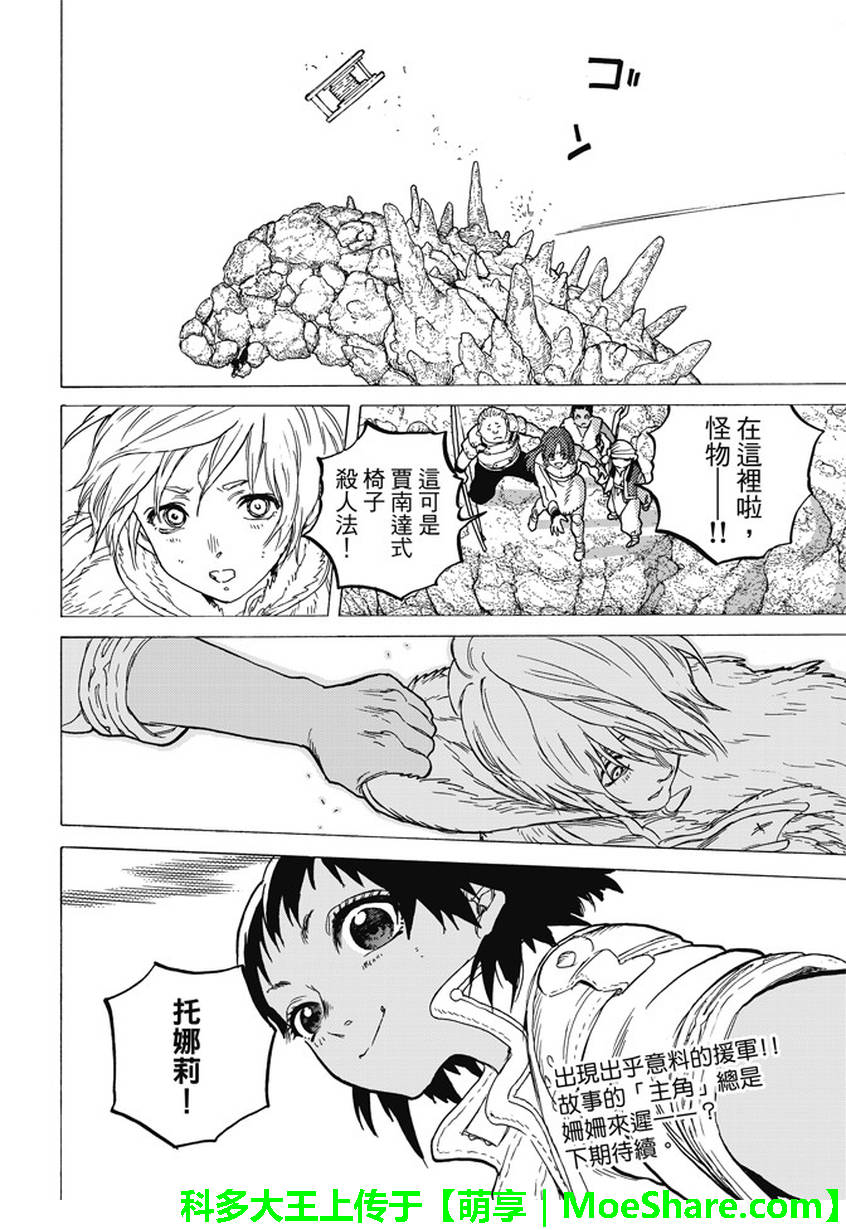 ゴン
在這裡啦，
怪物——!!
這可是
賈南達式
椅子
殺人法！
托娜莉！
出現出乎意料的援軍!!
故事的「主角」總是
姍姍來遲——？
下期待續。
科多大王上传于【萌享｜MoeShare.com】